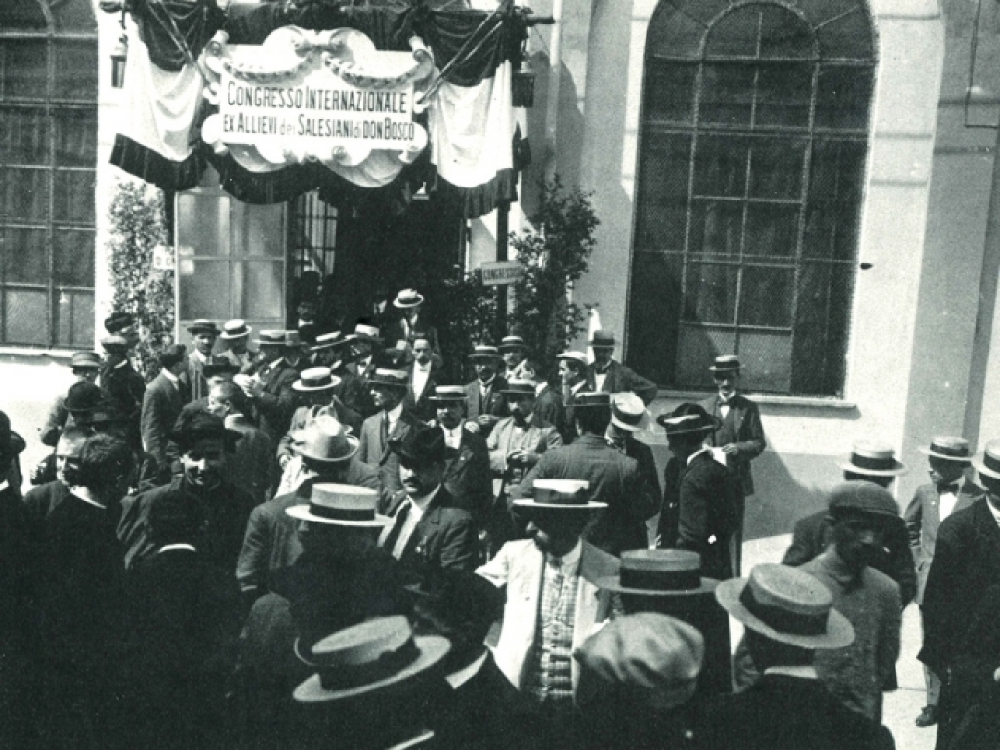 CONGRESSO INTERNAZIONALE
EX ALLIEVI dei SALESIANI di DON BOSCO